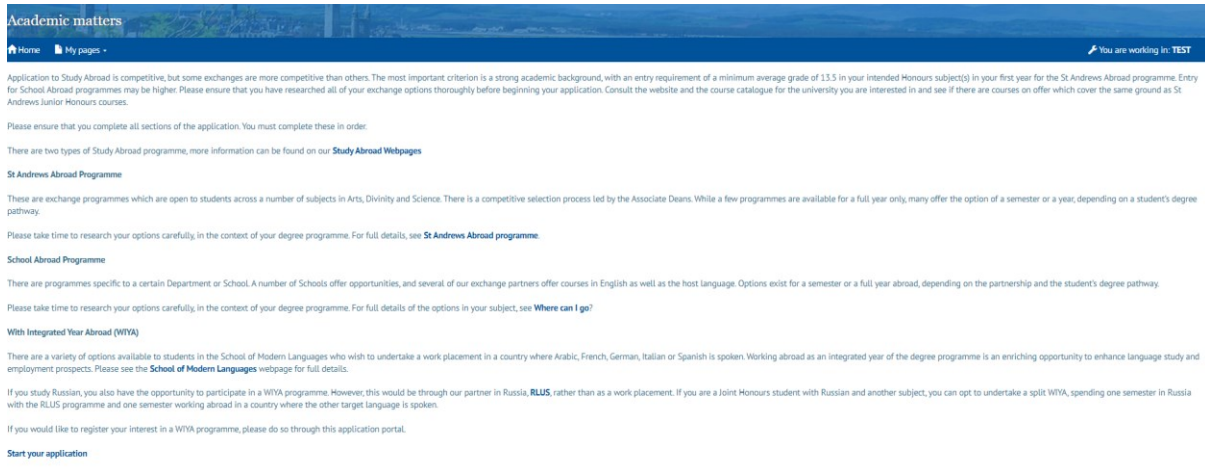 Academic matters
Home My pages
You are working in: TEST
Application to Study Abroad is competitive, but some exchanges are more competitive than others. The most important criterion is a strong academic background, with an entry requirement of a minimum average grade of 13.5 in your intended Honours subject(s) in your first year for the St Andrews Abroad programme. Entry
for School Abroad programmes may be higher. Please ensure that you have researched all of your exchange options thoroughly before beginning your application. Consult the website and the course catalogue for the university you are interested in and see if there are courses on offer which cover the same ground as St
Andrews Junior Honours courses.
Please ensure that you complete all sections of the application. You must complete these in order.
There are two types of Study Abroad programme, more information can be found on our Study Abroad Webpages
St Andrews Abroad Programme
These are exchange programmes which are open to students across a number of subjects in Arts, Divinity and Science. There is a competitive selection process led by the Associate Deans. While a few programmes are available for a full year only, many offer the option of a semester or a year, depending on a student's degree
pathway.
Please take time to research your options carefully, in the context of your degree programme. For full details, see St Andrews Abroad programme.
School Abroad Programme
There are programmes specific to a certain Department or School. A number of Schools offer opportunities, and several of our exchange partners offer courses in English as well as the host language. Options exist for a semester or a full year abroad, depending on the partnership and the student's degree pathway.
Please take time to research your options carefully, in the context of your degree programme. For full details of the options in your subject, see Where can I go?
With Integrated Year Abroad (WIYA)
There are a variety of options available to students in the School of Modern Languages who wish to undertake a work placement in a country where Arabic, French, German, Italian or Spanish is spoken. Working abroad as an integrated year of the degree programme is an enriching opportunity to enhance language study and
employment prospects. Please see the School of Modern Languages webpage for full details.
If you study Russian, you also have the opportunity to participate in a WIYA programme. However, this would be through our partner in Russia, RLUS, rather than as a work placement. If you are a Joint Honours student with Russian and another subject, you can opt to undertake a split WIYA, spending one semester in Russia
with the RLUS programme and one semester working abroad in a country where the other target language is spoken.
If you would like to register your interest in a WIYA programme, please do so through this application portal.
Start your application